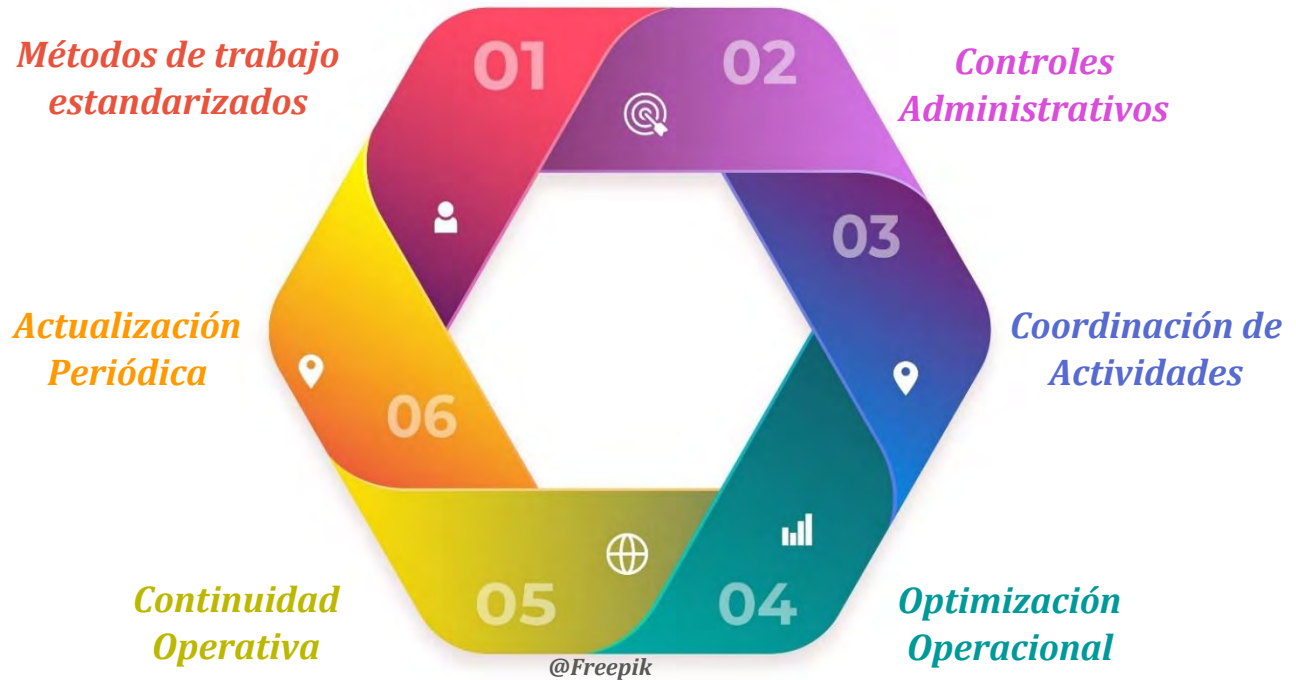 01
Métodos de trabajo
estandarizados
02
Controles
Administrativos
03
Coordinación de
Actividades
04
Optimización
Operacional
05
Continuidad
Operativa
06
Actualización
Periódica
@Freepik